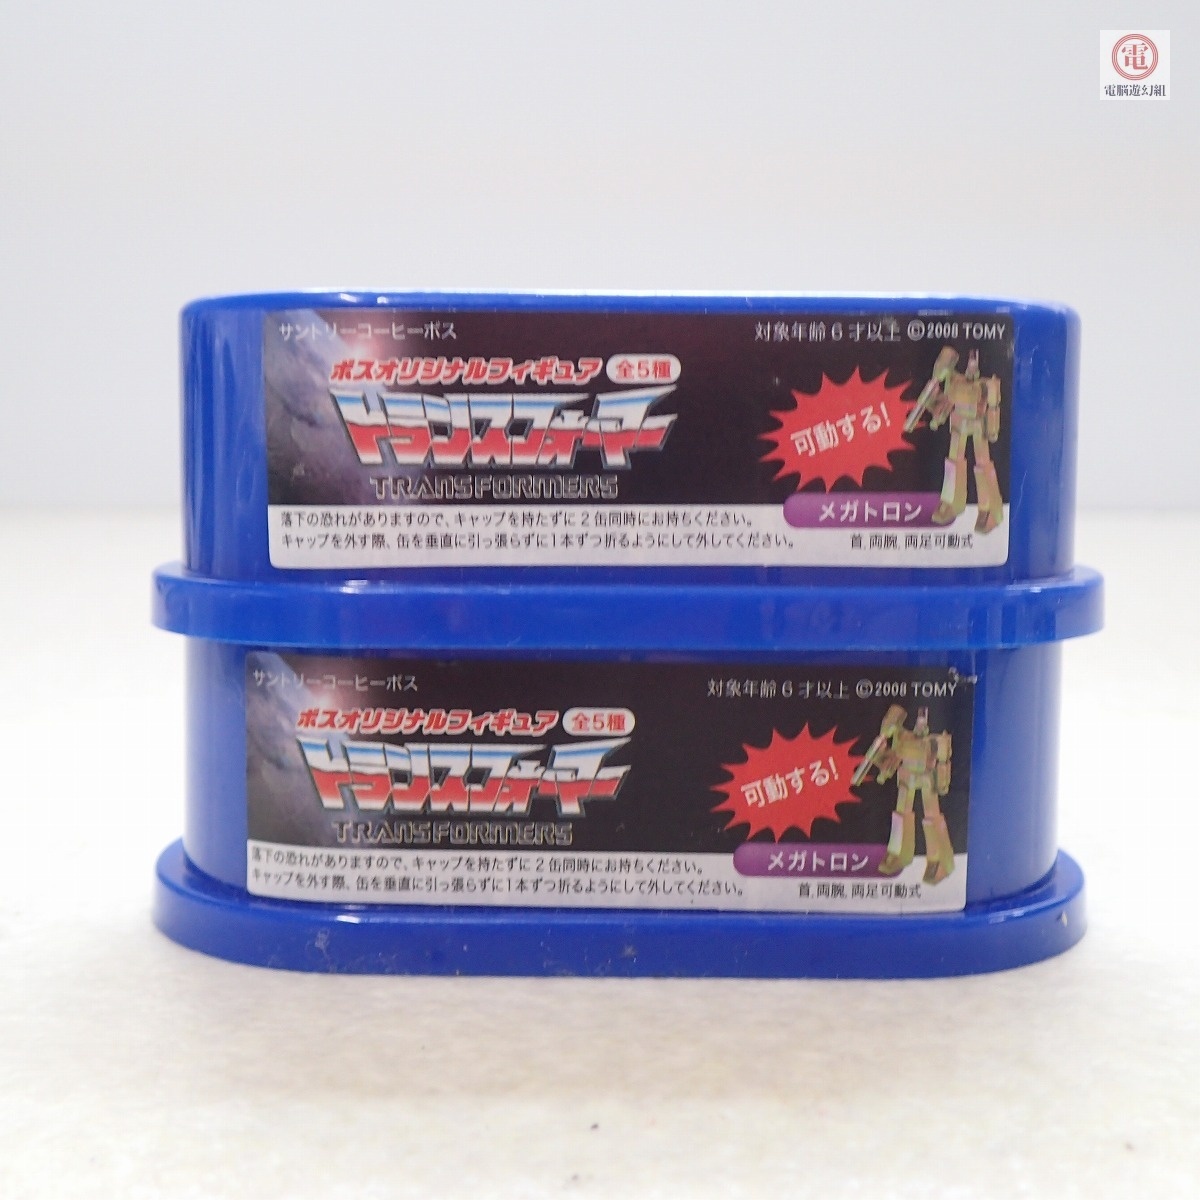 電
電脳遊幻組
サントリーコーヒーボス
対象年齢6才以上 ©2008 TOMY
ボスオリジナルフィギュア 全5種
トランスフォーマー
TRANSFORMERS
可動する!
メガトロン
落下の恐れがありますので、キャップを持たずに2缶同時にお持ちください。
キャップを外す際、缶を垂直に引っ張らずに1本ずつ折るようにして外してください。
首,両腕,両足可動式
サントリーコーヒーボス
対象年齢6才以上 ©2008 TOMY
ボスオリジナルフィギュア 全5種
トランスフォーマー
TRANSFORMERS
可動する!
メガトロン
落下の恐れがありますので、キャップを持たずに2缶同時にお持ちください。
キャップを外す際、缶を垂直に引っ張らずに1本ずつ折るようにして外してください。
首,両腕,両足可動式